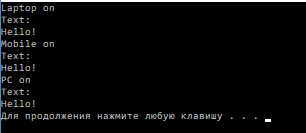 Laptop on
Text:
Hello!
Mobile on
Text:
Hello!
PC on
Text:
Hello!
Для продолжения нажмите любую клавишу . . .